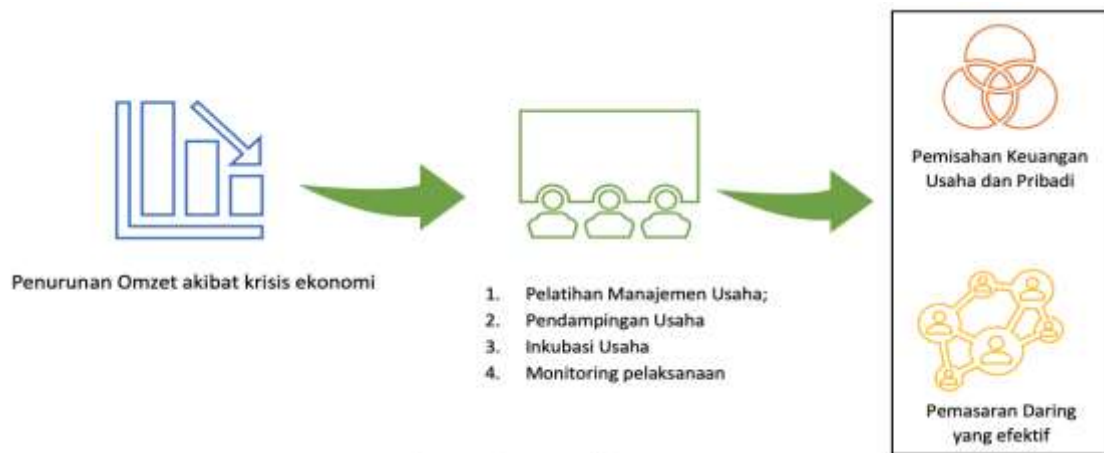 Penurunan Omzet akibat krisis ekonomi
1. Pelatihan Manajemen Usaha;
2. Pendampingan Usaha
3. Inkubasi Usaha
4. Monitoring pelaksanaan
Pemisahan Keuangan
Usaha dan Pribadi
Pemasaran Daring
yang efektif